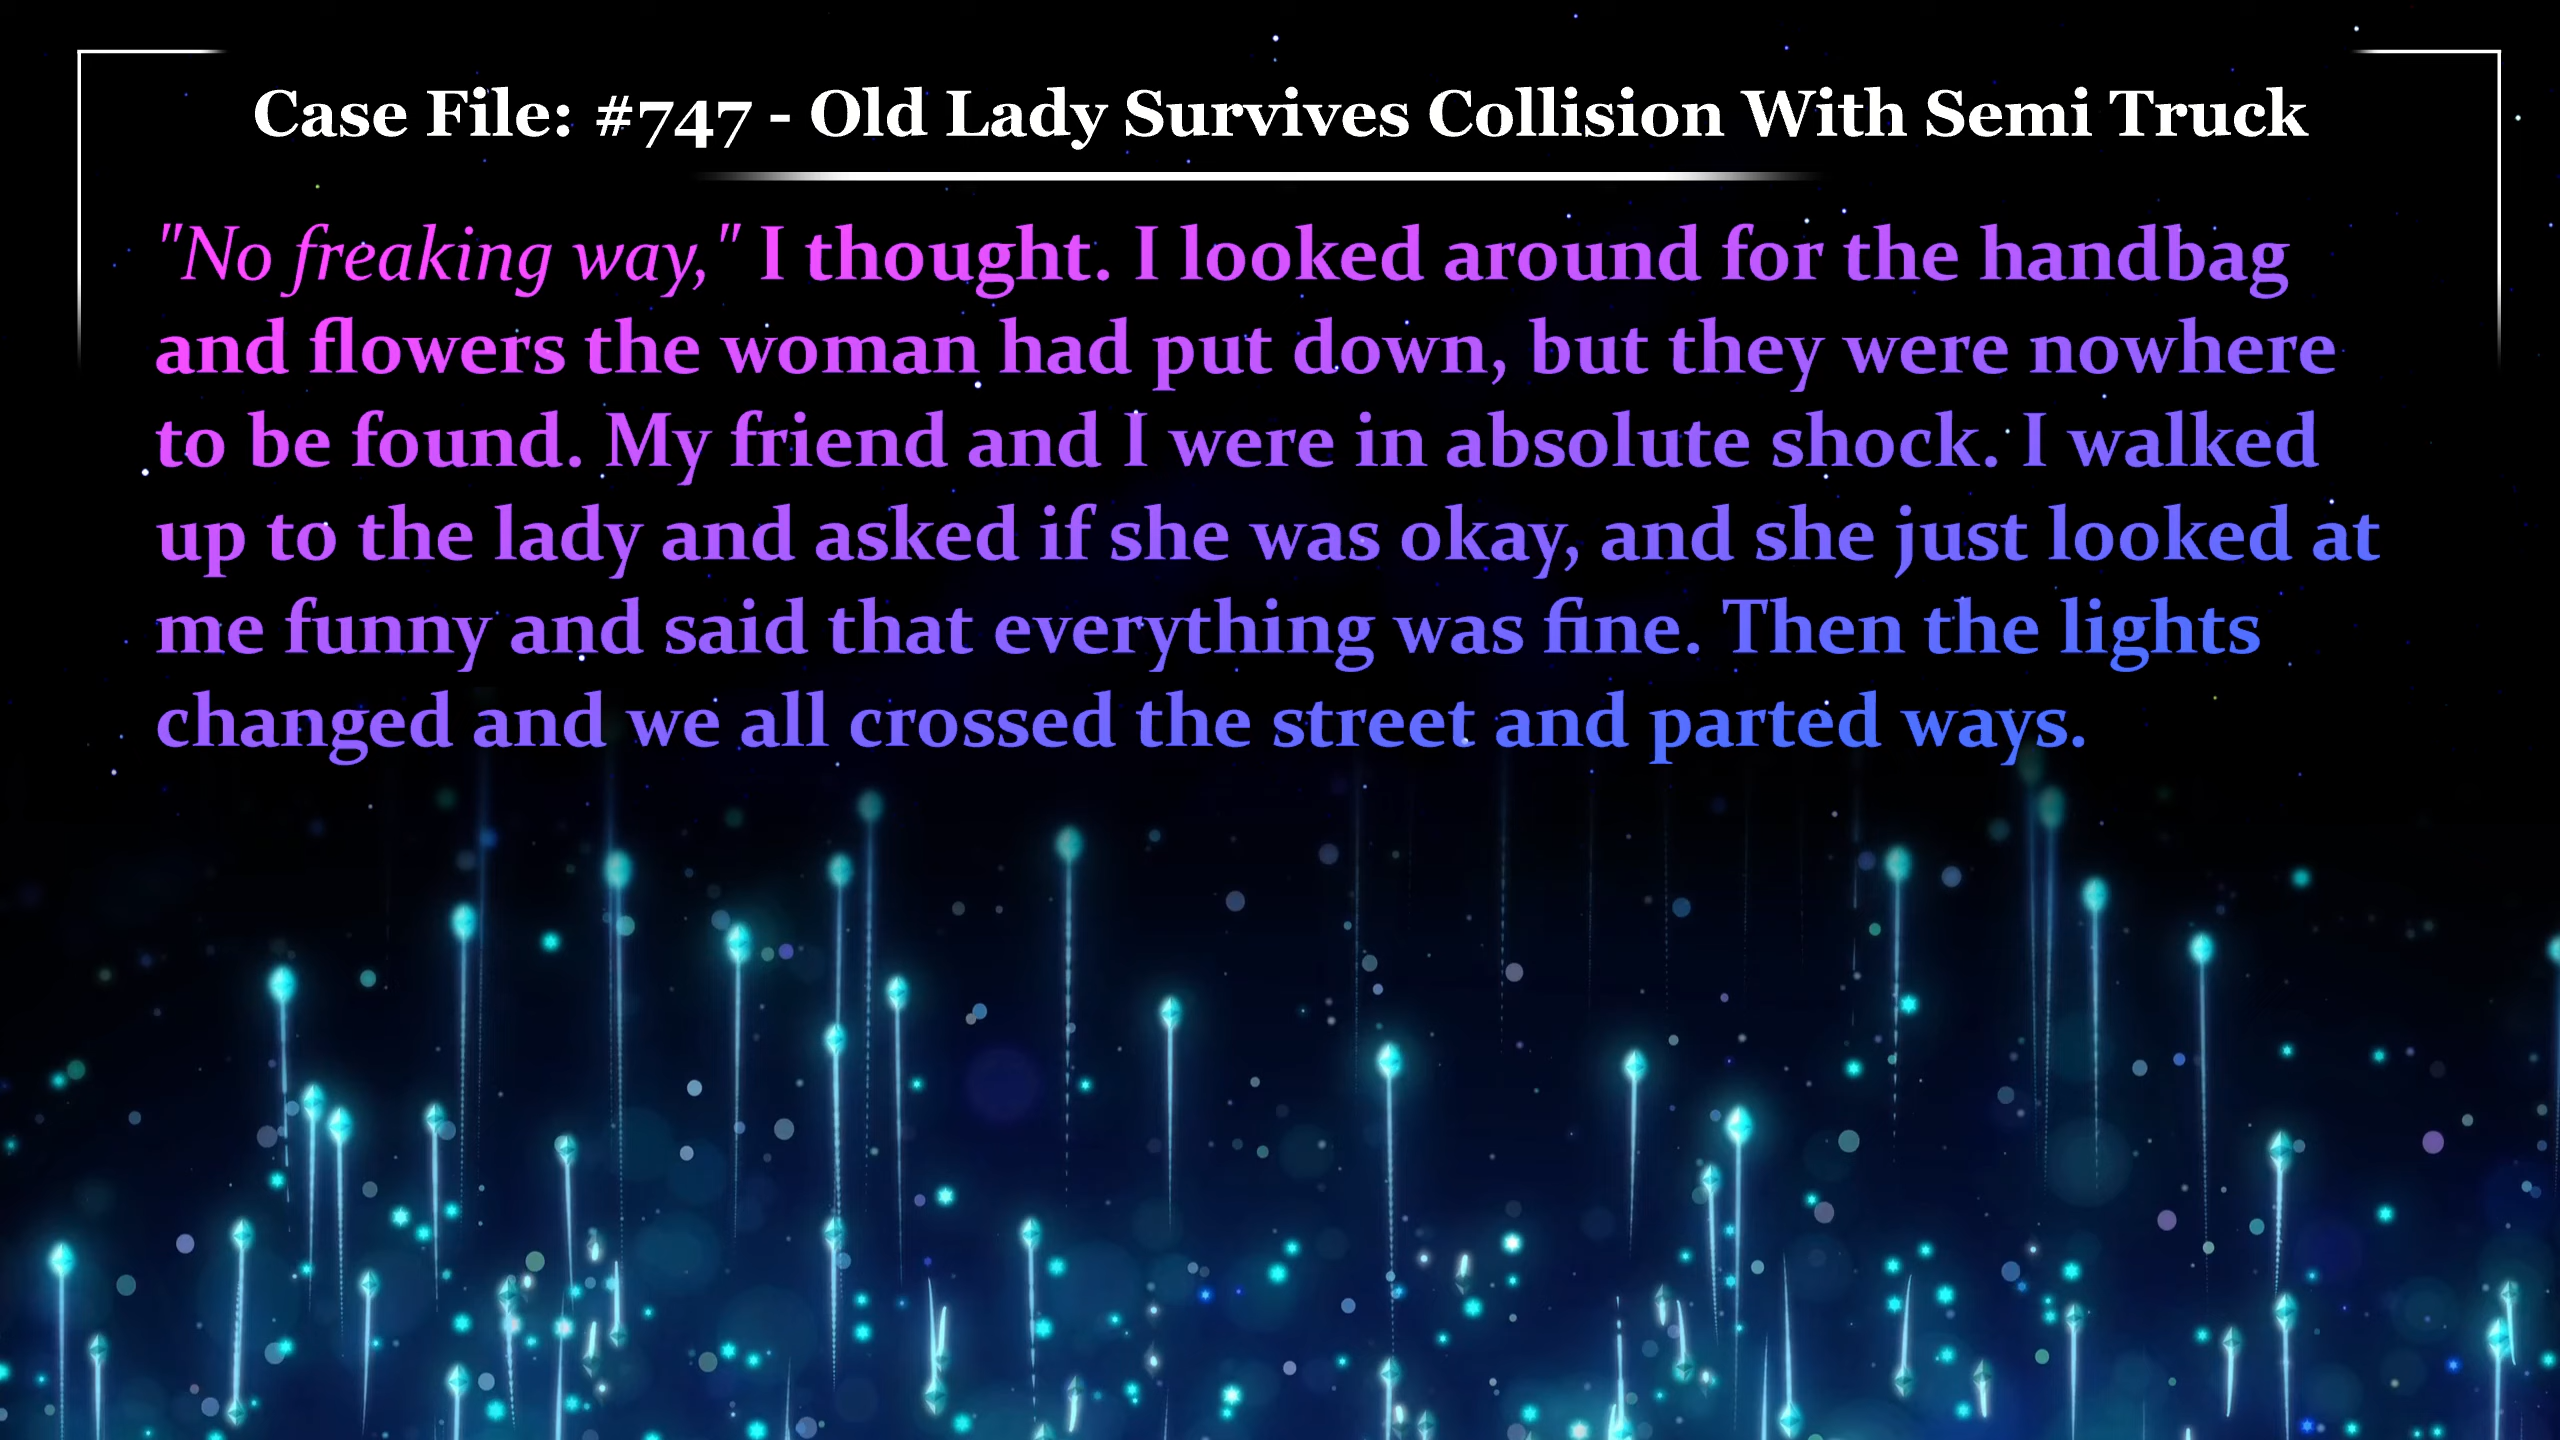 Case File: #747 - Old Lady Survives Collision With Semi Truck
"No freaking way," I thought. I looked around for the handbag
and flowers the woman had put down, but they were nowhere
to be found. My friend and I were in absolute shock. I walked
up to the lady and asked if she was okay, and she just looked at
me funny and said that everything was fine. Then the lights
changed and we all crossed the street and parted ways.